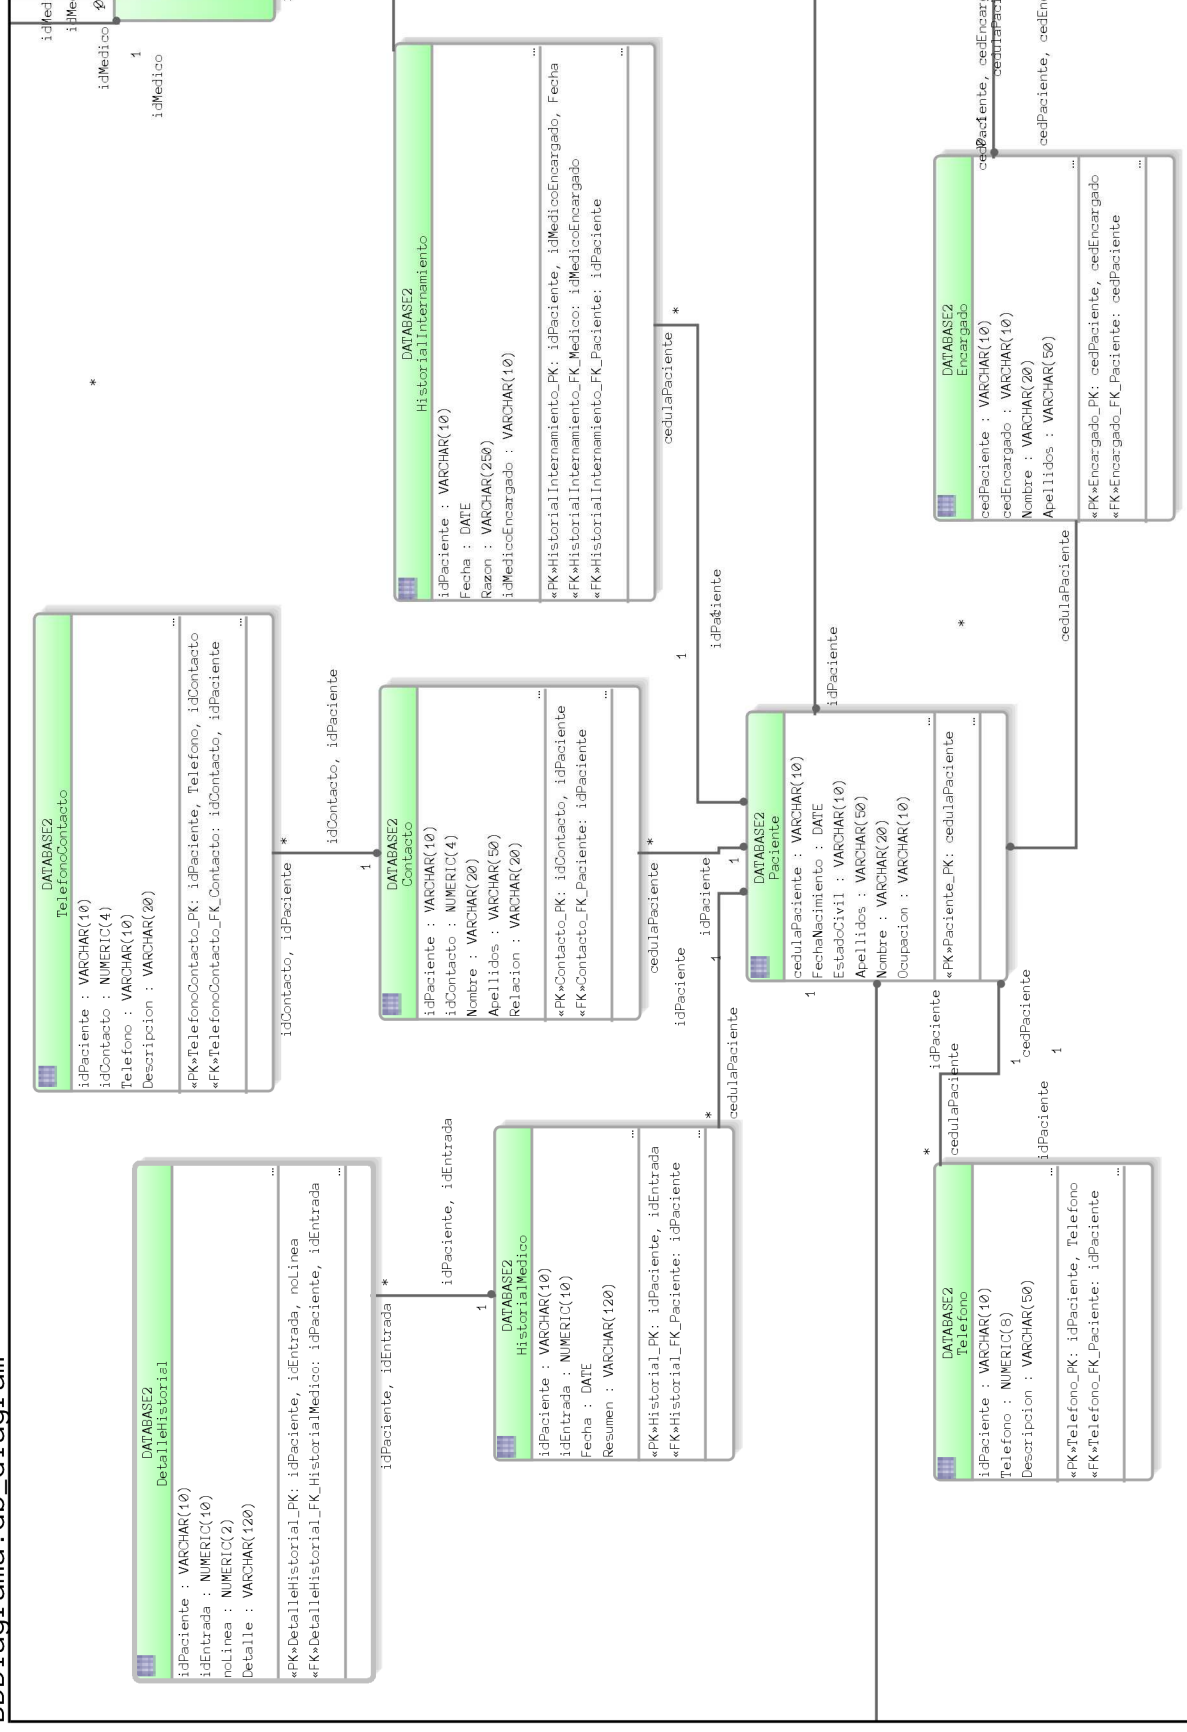 DATABASE2
DetalleHistorial
idPaciente : VARCHAR(10)
idEntrada : NUMERIC(10)
noLinea : NUMERIC(2)
Detalle : VARCHAR(120)
...
«PK»DetalleHistorial_PK: idPaciente, idEntrada, noLinea
«FK»DetalleHistorial_FK_HistorialMedico: idPaciente, idEntrada
...
idPaciente, idEntrada
*
idPaciente, idEntrada
1
DATABASE2
HistorialMedico
idPaciente : VARCHAR(10)
idEntrada : NUMERIC(10)
Fecha : DATE
Resumen : VARCHAR(120)
...
«PK»Historial_PK: idPaciente, idEntrada
«FK»Historial_FK_Paciente: idPaciente
...
*
cedulaPaciente
idPaciente
1
DATABASE2
Telefono
idPaciente : VARCHAR(10)
Telefono : NUMERIC(8)
Descripcion : VARCHAR(50)
...
«PK»Telefono_PK: idPaciente, Telefono
«FK»Telefono_FK_Paciente: idPaciente
...
*
cedulaPaciente
idPaciente
1
idPaciente
cedPaciente
1
DATABASE2
TelefonoContacto
idPaciente : VARCHAR(10)
idContacto : NUMERIC(4)
Telefono : VARCHAR(10)
Descripcion : VARCHAR(20)
...
«PK»TelefonoContacto_PK: idPaciente, Telefono, idContacto
«FK»TelefonoContacto_FK_Contacto: idContacto, idPaciente
...
idContacto, idPaciente
*
idContacto, idPaciente
1
DATABASE2
Contacto
idPaciente : VARCHAR(10)
idContacto : NUMERIC(4)
Nombre : VARCHAR(20)
Apellidos : VARCHAR(50)
Relacion : VARCHAR(20)
...
«PK»Contacto_PK: idContacto, idPaciente
«FK»Contacto_FK_Paciente: idPaciente
...
cedulaPaciente
*
idPaciente
1
DATABASE2
Paciente
cedulaPaciente : VARCHAR(10)
FechaNacimiento : DATE
EstadoCivil : VARCHAR(10)
Apellidos : VARCHAR(50)
Nombre : VARCHAR(20)
Ocupacion : VARCHAR(10)
...
«PK»Paciente_PK: cedulaPaciente
...
1
idPaciente
DATABASE2
HistorialInternamiento
idPaciente : VARCHAR(10)
Fecha : DATE
Razon : VARCHAR(250)
idMedicoEncargado : VARCHAR(10)
...
«PK»HistorialInternamiento_PK: idPaciente, idMedicoEncargado, Fecha
«FK»HistorialInternamiento_FK_Medico: idMedicoEncargado
«FK»HistorialInternamiento_FK_Paciente: idPaciente
...
cedulaPaciente
*
1
idPaciente
*
idMedico
1
idMedico
DATABASE2
Encargado
cedPaciente : VARCHAR(10)
cedEncargado : VARCHAR(10)
Nombre : VARCHAR(20)
Apellidos : VARCHAR(50)
...
«PK»Encargado_PK: cedPaciente, cedEncargado
«FK»Encargado_FK_Paciente: cedPaciente
...
cedulaPaciente
*